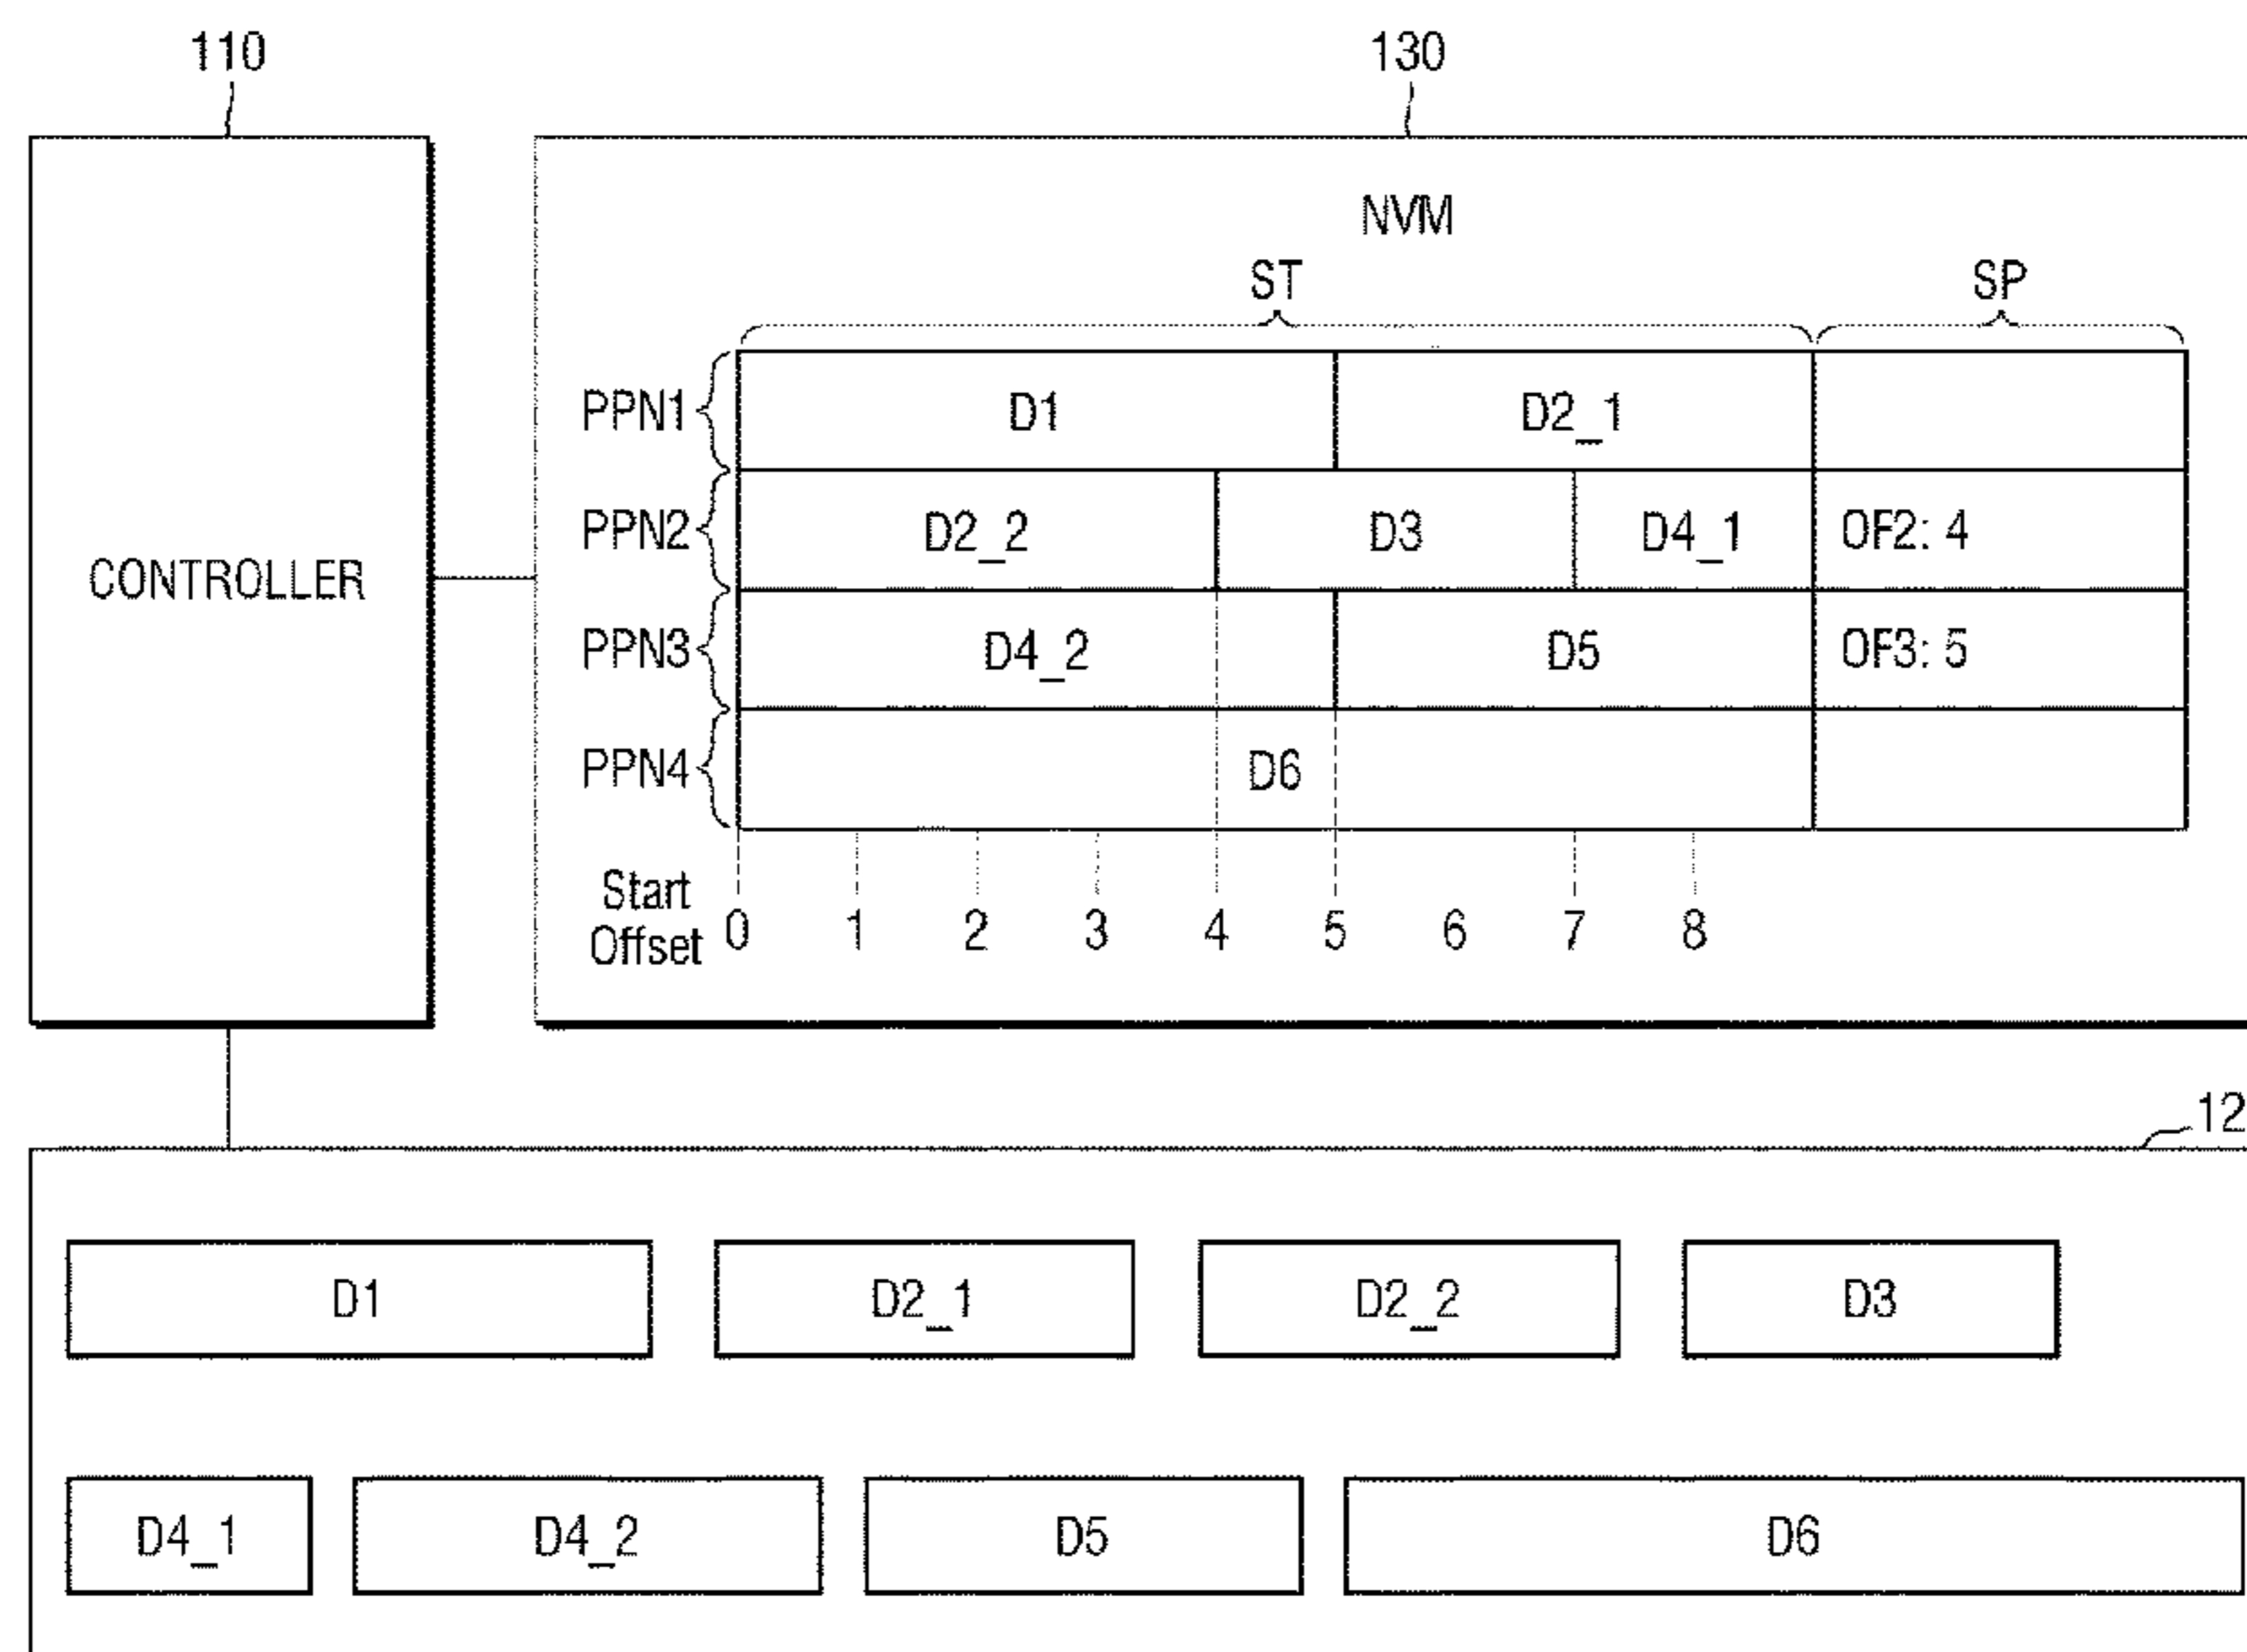 110
130
CONTROLLER
NVM
ST SP
PPN1 D1 D2_1
PPN2 D2_2 D3 D4_1 OF2: 4
PPN3 D4_2 D5 OF3: 5
PPN4 D6
Start
Offset 0 1 2 3 4 5 6 7 8
12
D1 D2_1 D2_2 D3
D4_1 D4_2 D5 D6